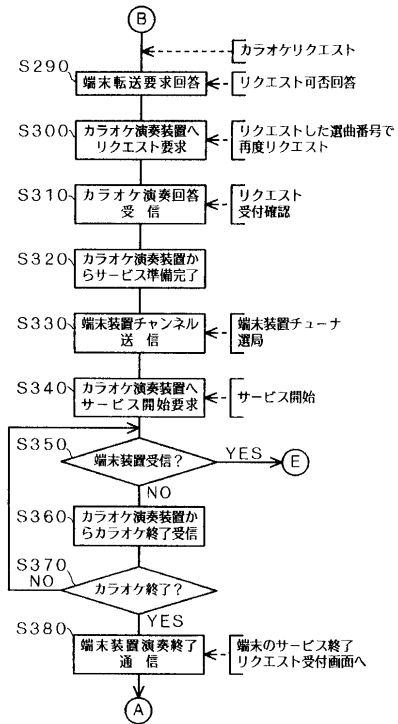 B
カラオケリクエスト
S290
端末転送要求回答
リクエスト可否回答
S300
カラオケ演奏装置へ
リクエスト要求
リクエストした選曲番号で
再度リクエスト
S310
カラオケ演奏回答
受信
リクエスト
受付確認
S320
カラオケ演奏装置か
らサービス準備完了
S330
端末装置チャンネル
送信
端末装置チューナ
選局
S340
カラオケ演奏装置へ
サービス開始要求
サービス開始
S350
端末装置受信?
YES
E
NO
S360
カラオケ演奏装置か
らカラオケ終了受信
S370
NO
カラオケ終了?
YES
S380
端末装置演奏終了
通信
端末のサービス終了
リクエスト受付画面へ
A